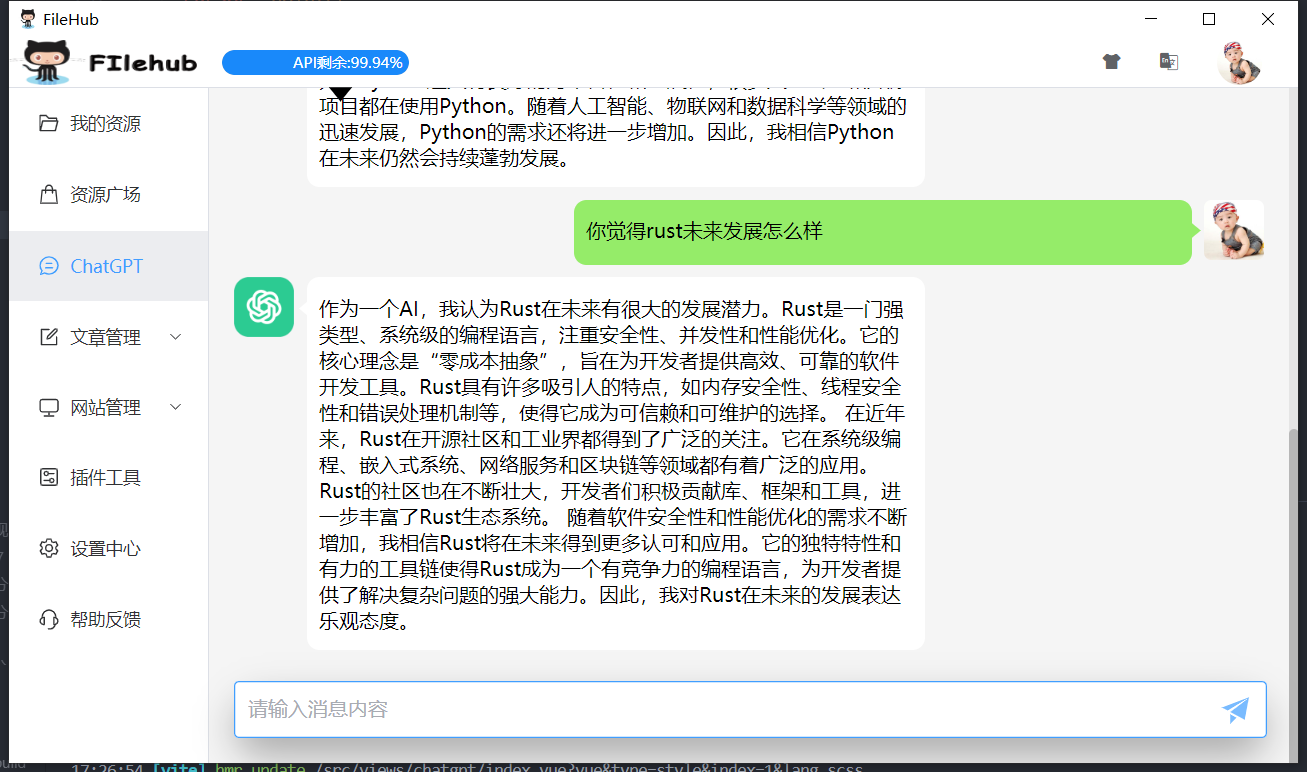 FileHub
FIlehub
API剩余:99.94%
我的资源
资源广场
ChatGPT
文章管理
网站管理
插件工具
设置中心
帮助反馈
项目都在使用Python。随着人工智能、物联网和数据科学等领域的
迅速发展，Python的需求还将进一步增加。因此，我相信Python
在未来仍然会持续蓬勃发展。
你觉得rust未来发展怎么样
作为一个AI，我认为Rust在未来有很大的发展潜力。Rust是一门强
类型、系统级的编程语言，注重安全性、并发性和性能优化。它的
核心理念是“零成本抽象”，旨在为开发者提供高效、可靠的软件
开发工具。Rust具有许多吸引人的特点，如内存安全性、线程安全
性和错误处理机制等，使得它成为可信赖和可维护的选择。 在近年
来，Rust在开源社区和工业界都得到了广泛的关注。它在系统级编
程、嵌入式系统、网络服务和区块链等领域都有着广泛的应用。
Rust的社区也在不断壮大，开发者们积极贡献库、框架和工具，进
一步丰富了Rust生态系统。 随着软件安全性和性能优化的需求不断
增加，我相信Rust将在未来得到更多认可和应用。它的独特特性和
有力的工具链使得Rust成为一个有竞争力的编程语言，为开发者提
供了解决复杂问题的强大能力。因此，我对Rust在未来的发展表达
乐观态度。
请输入消息内容
17:26:54 [vite] hmr update /src/views/chatgpt/index.vue?vue&type=style&index=1&lang.scss